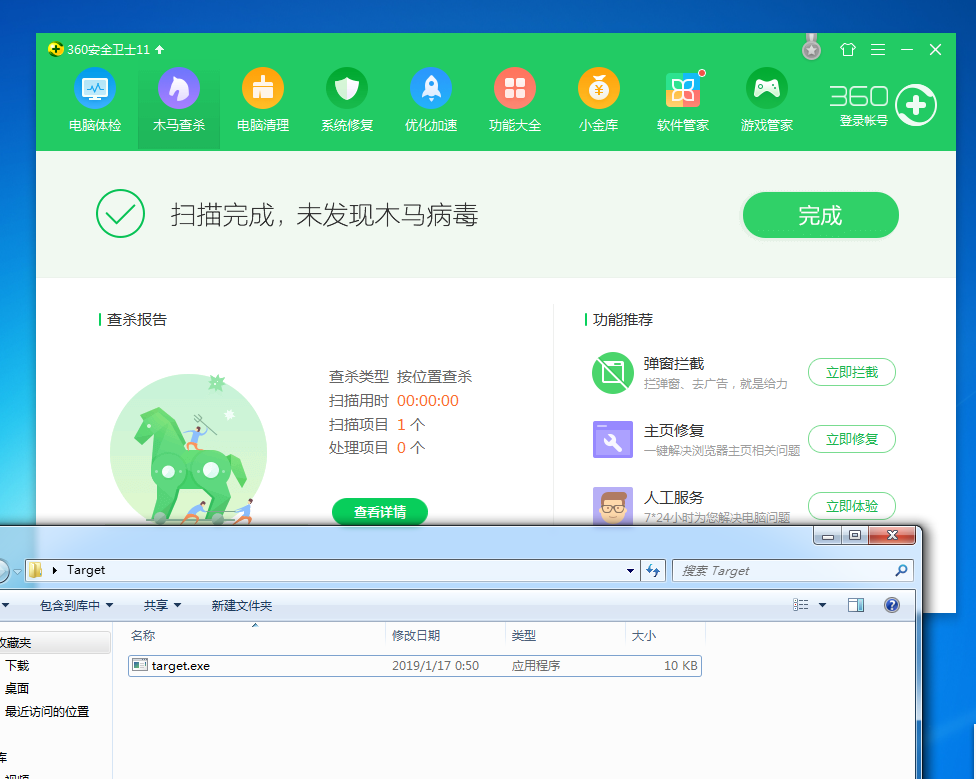 360安全卫士11
电脑体检 木马查杀 电脑清理 系统修复 优化加速 功能大全 小金库 软件管家 游戏管家
360
登录帐号
扫描完成，未发现木马病毒
完成
查杀报告
查杀类型 按位置查杀
扫描用时 00:00:00
扫描项目 1 个
处理项目 0 个
查看详情
功能推荐
弹窗拦截
拦弹窗、去广告，就是给力
立即拦截
主页修复
一键解决浏览器主页相关问题
立即修复
人工服务
7*24小时为您解决电脑问题
立即体验
Target
搜索 Target
包含到库中 共享 新建文件夹
名称 修改日期 类型 大小
target.exe 2019/1/17 0:50 应用程序 10 KB
收藏夹
下载
桌面
最近访问的位置
库
视频